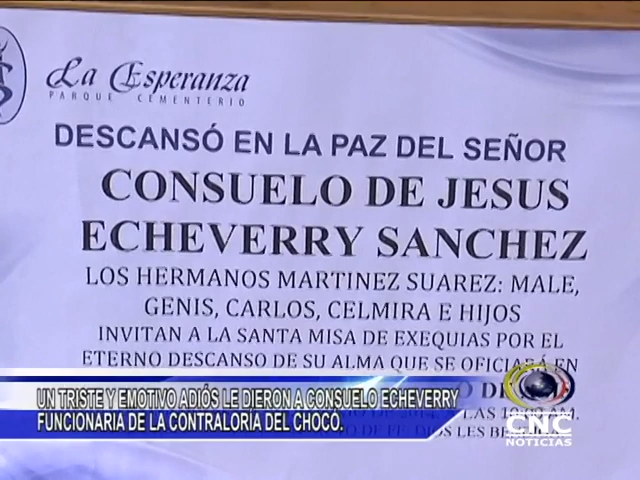 La Esperanza
PARQUE CEMENTERIO
DESCANSÓ EN LA PAZ DEL SEÑOR
CONSUELO DE JESUS
ECHEVERRY SANCHEZ
LOS HERMANOS MARTINEZ SUAREZ: MALE,
GENIS, CARLOS, CELMIRA E HIJOS
INVITAN A LA SANTA MISA DE EXEQUIAS POR EL
ETERNO DESCANSO DE SU ALMA QUE SE OFICIARÁ EN
UN TRISTE Y EMOTIVO ADIÓS LE DIERON A CONSUELO ECHEVERRY
FUNCIONARIA DE LA CONTRALORÍA DEL CHOCÓ.
CNC
NOTICIAS